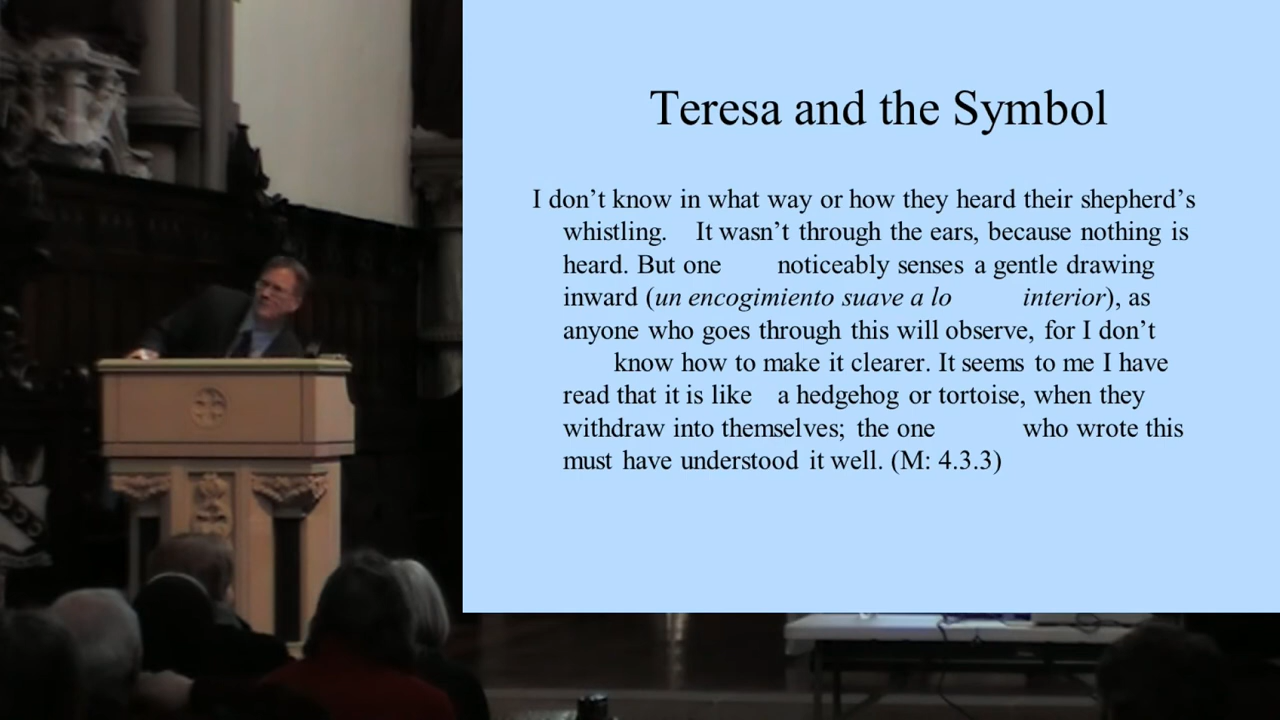 Teresa and the Symbol
I don’t know in what way or how they heard their shepherd’s
whistling. It wasn’t through the ears, because nothing is
heard. But one noticeably senses a gentle drawing
inward (un encogimiento suave a lo interior), as
anyone who goes through this will observe, for I don’t
know how to make it clearer. It seems to me I have
read that it is like a hedgehog or tortoise, when they
withdraw into themselves; the one who wrote this
must have understood it well. (M: 4.3.3)